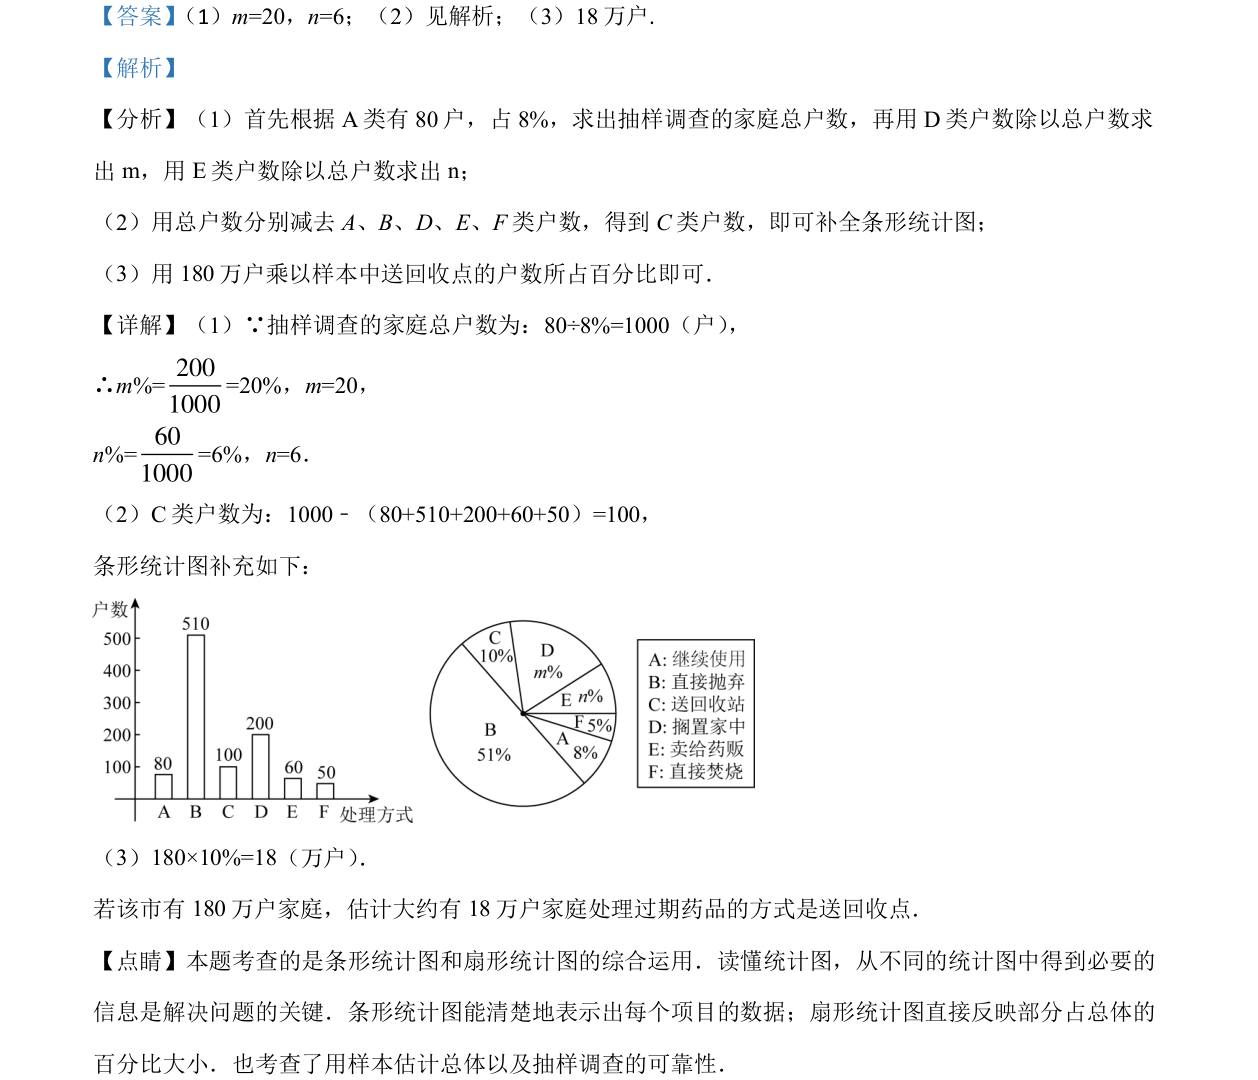 【答案】（1）m=20，n=6；（2）见解析；（3）18 万户.
【解析】
【分析】（1）首先根据 A 类有 80 户，占 8%，求出抽样调查的家庭总户数，再用 D 类户数除以总户数求
出 m，用 E 类户数除以总户数求出 n；
（2）用总户数分别减去 A、B、D、E、F 类户数，得到 C 类户数，即可补全条形统计图；
（3）用 180 万户乘以样本中送回收点的户数所占百分比即可．
【详解】（1）∵抽样调查的家庭总户数为：80÷8%=1000（户），
∴m%=200/1000=20%，m=20，
n%=60/1000=6%，n=6．
（2）C 类户数为：1000﹣（80+510+200+60+50）=100，
条形统计图补充如下：
户数
500
400
300
200
100
80
510
100
200
60
50
A B C D E F 处理方式
C
10%
D
m%
E n%
F 5%
A
8%
B
51%
A: 继续使用
B: 直接抛弃
C: 送回收站
D: 搁置家中
E: 卖给药贩
F: 直接焚烧
（3）180×10%=18（万户）．
若该市有 180 万户家庭，估计大约有 18 万户家庭处理过期药品的方式是送回收点．
【点睛】本题考查的是条形统计图和扇形统计图的综合运用．读懂统计图，从不同的统计图中得到必要的
信息是解决问题的关键．条形统计图能清楚地表示出每个项目的数据；扇形统计图直接反映部分占总体的
百分比大小．也考查了用样本估计总体以及抽样调查的可靠性．